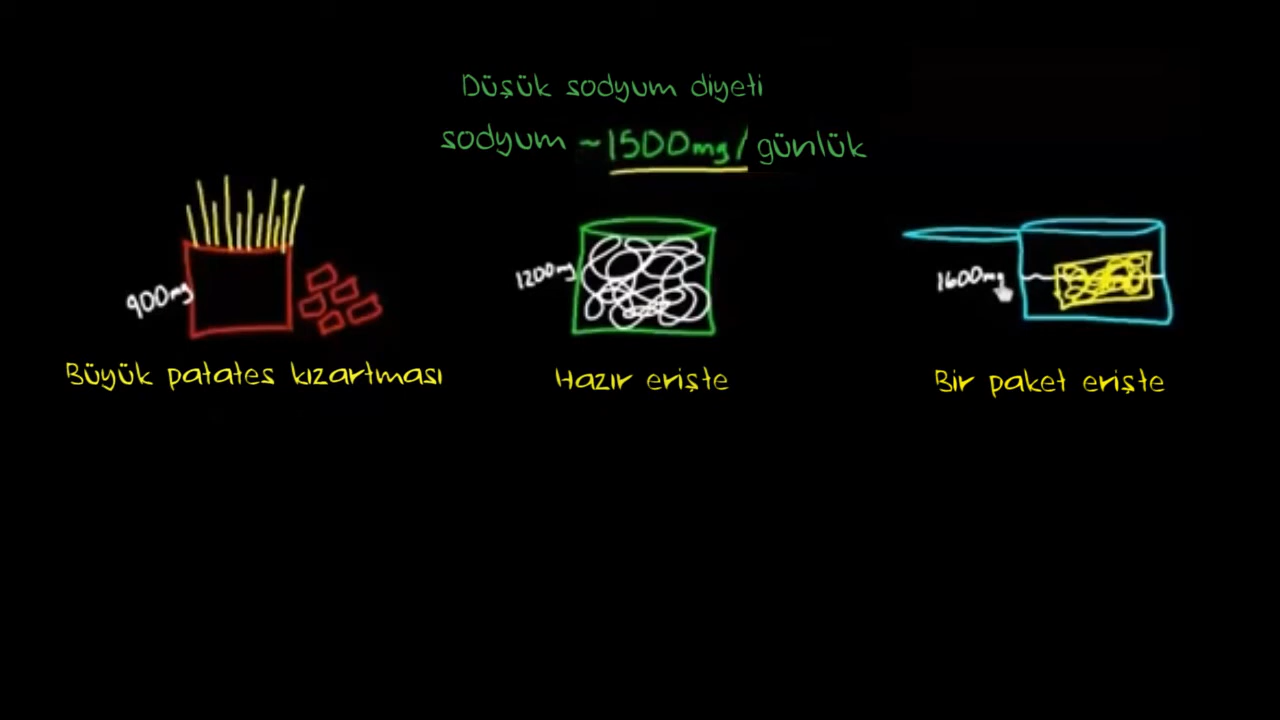 Düşük sodyum diyeti
sodyum ~1500mg/ günlük
900mg
1200mg
1600mg
Büyük patates kızartması
Hazır erişte
Bir paket erişte